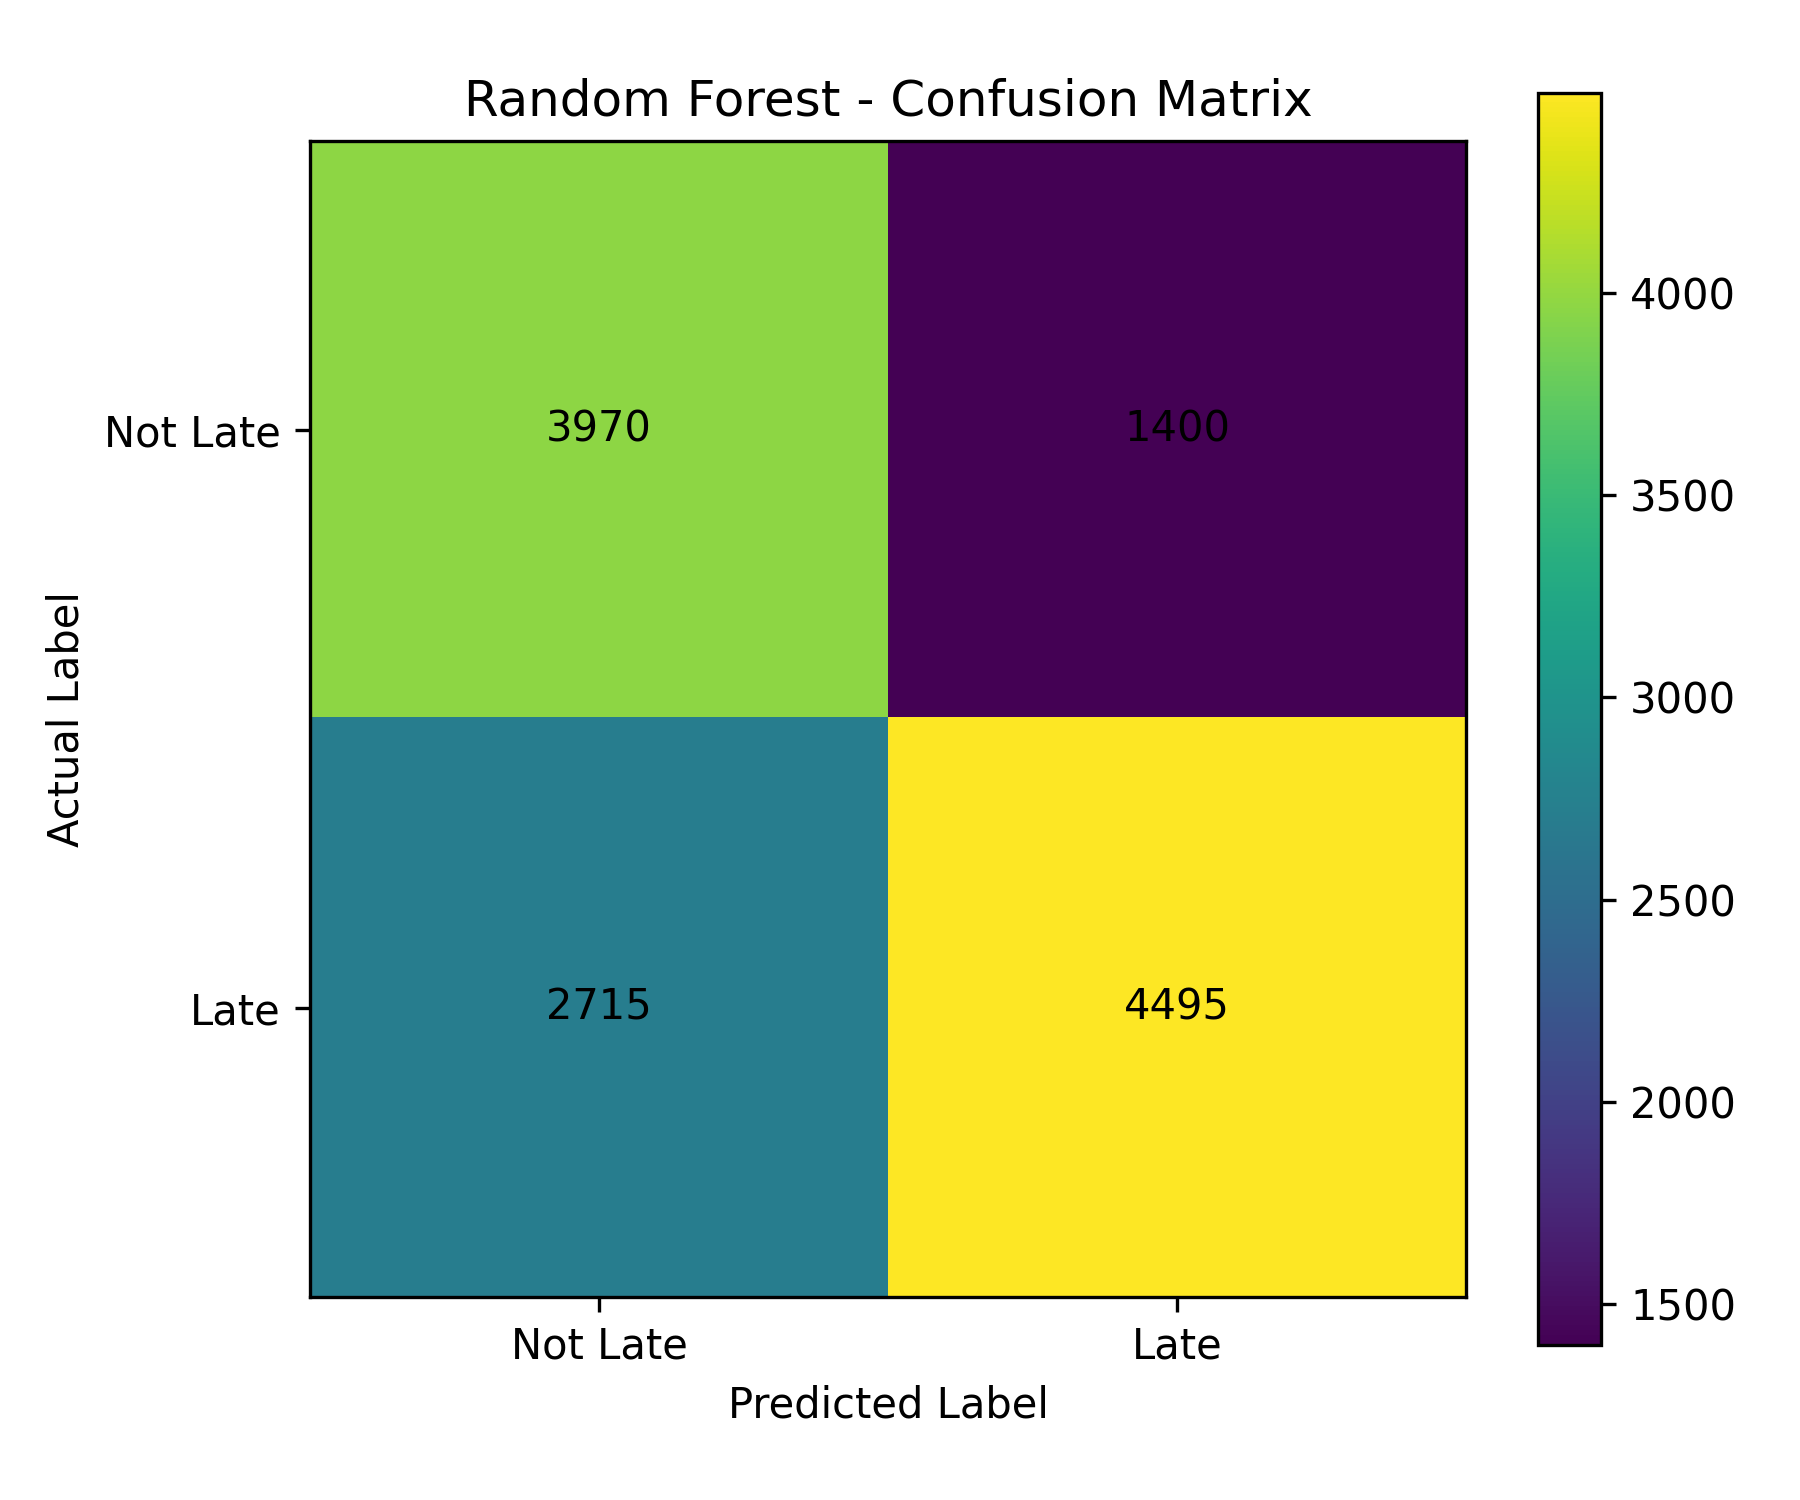 Random Forest - Confusion Matrix
Actual Label
Not Late
3970
1400
Late
2715
4495
Not Late
Late
Predicted Label
4000
3500
3000
2500
2000
1500